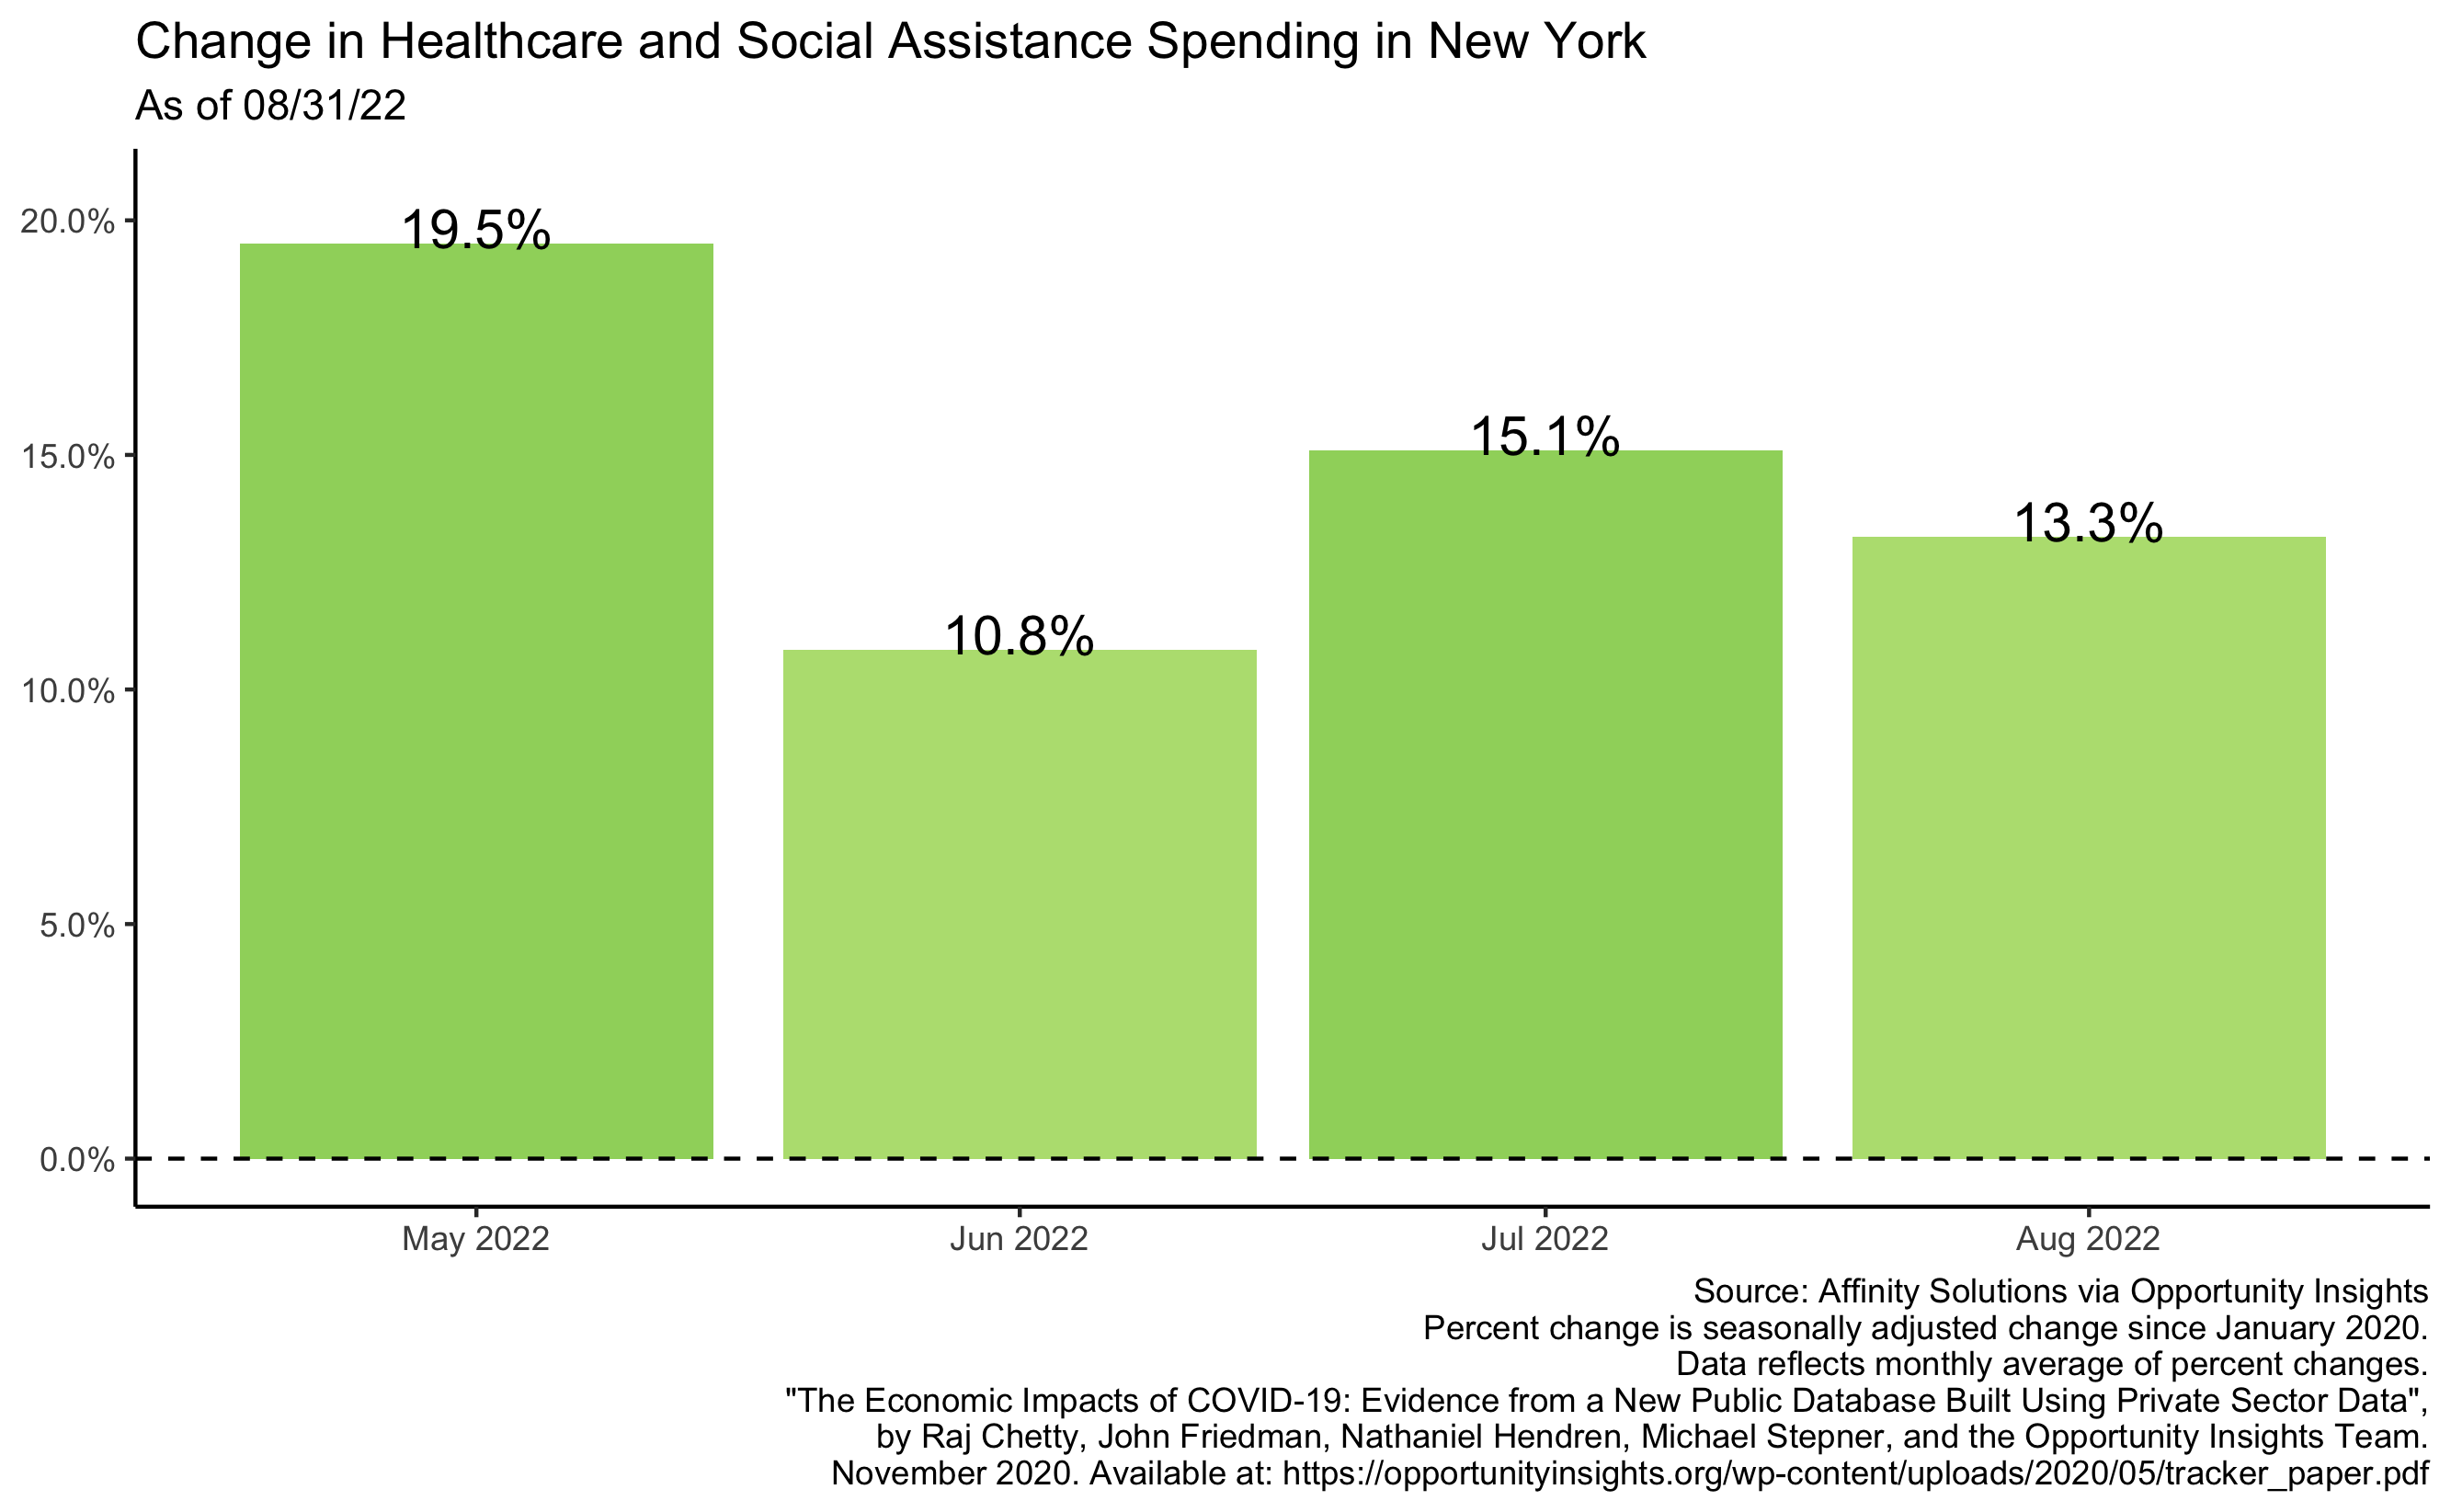 Change in Healthcare and Social Assistance Spending in New York
As of 08/31/22
20.0%
15.0%
10.0%
5.0%
0.0%
19.5%
10.8%
15.1%
13.3%
May 2022
Jun 2022
Jul 2022
Aug 2022
Source: Affinity Solutions via Opportunity Insights
Percent change is seasonally adjusted change since January 2020.
Data reflects monthly average of percent changes.
"The Economic Impacts of COVID-19: Evidence from a New Public Database Built Using Private Sector Data",
by Raj Chetty, John Friedman, Nathaniel Hendren, Michael Stepner, and the Opportunity Insights Team.
November 2020. Available at: https://opportunityinsights.org/wp-content/uploads/2020/05/tracker_paper.pdf